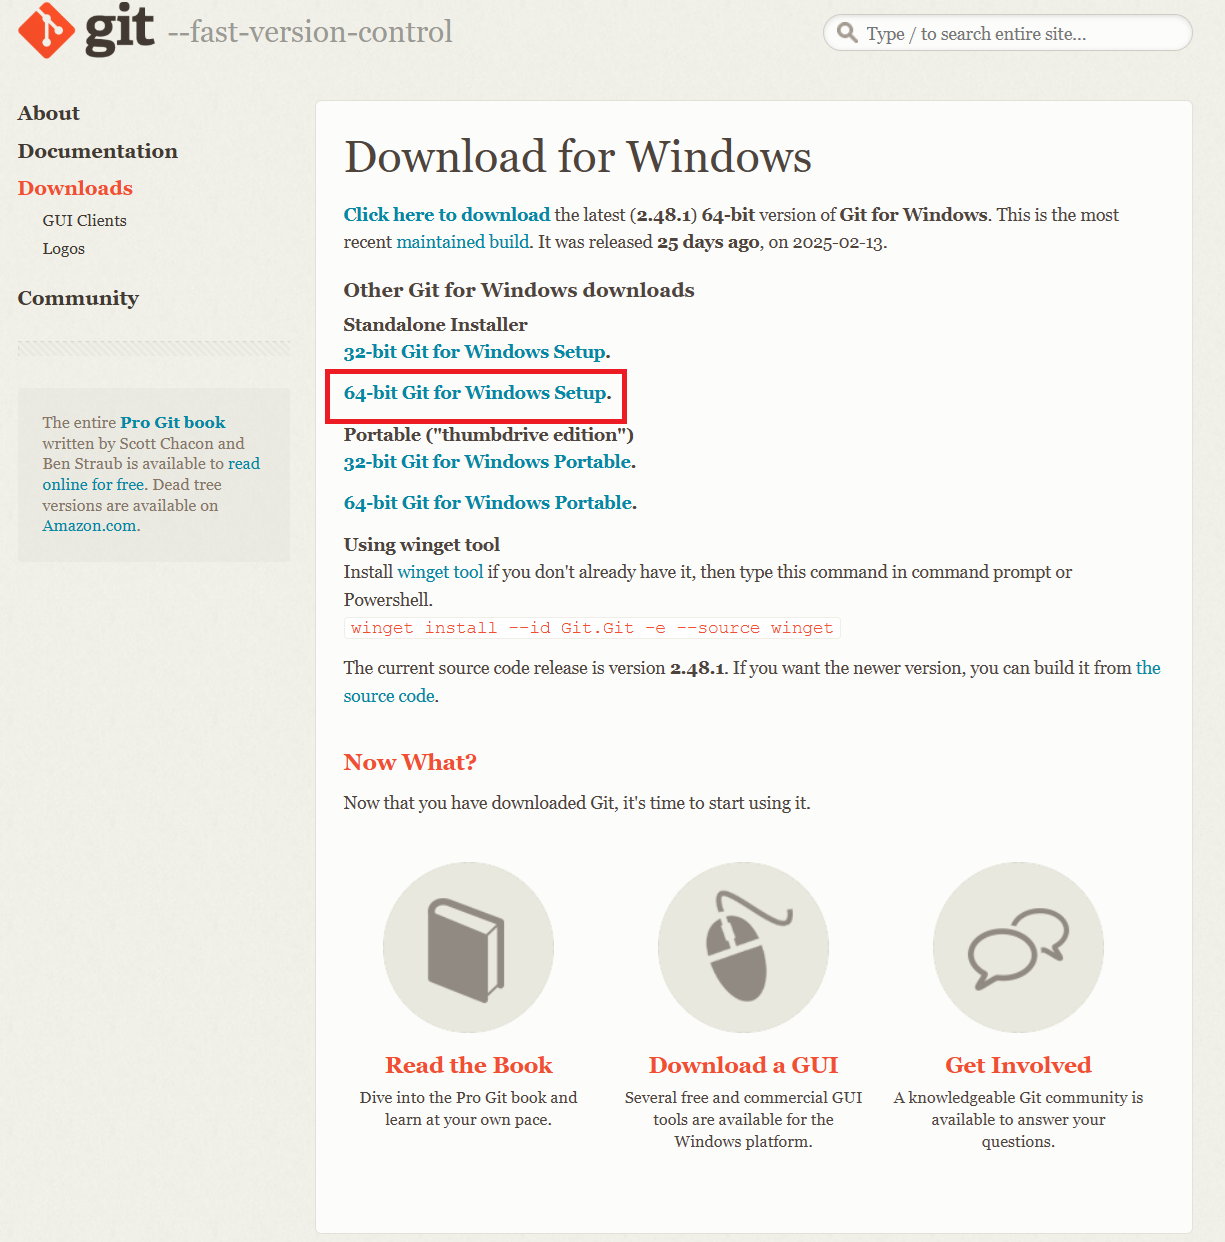 git --fast-version-control
Type / to search entire site...
About
Documentation
Downloads
GUI Clients
Logos
Community
The entire Pro Git book
written by Scott Chacon and
Ben Straub is available to read
online for free. Dead tree
versions are available on
Amazon.com.
Download for Windows
Click here to download the latest (2.48.1) 64-bit version of Git for Windows. This is the most
recent maintained build. It was released 25 days ago, on 2025-02-13.
Other Git for Windows downloads
Standalone Installer
32-bit Git for Windows Setup.
64-bit Git for Windows Setup.
Portable ("thumbdrive edition")
32-bit Git for Windows Portable.
64-bit Git for Windows Portable.
Using winget tool
Install winget tool if you don't already have it, then type this command in command prompt or
Powershell.
winget install --id Git.Git -e --source winget
The current source code release is version 2.48.1. If you want the newer version, you can build it from the
source code.
Now What?
Now that you have downloaded Git, it's time to start using it.
Read the Book
Dive into the Pro Git book and
learn at your own pace.
Download a GUI
Several free and commercial GUI
tools are available for the
Windows platform.
Get Involved
A knowledgeable Git community is
available to answer your
questions.